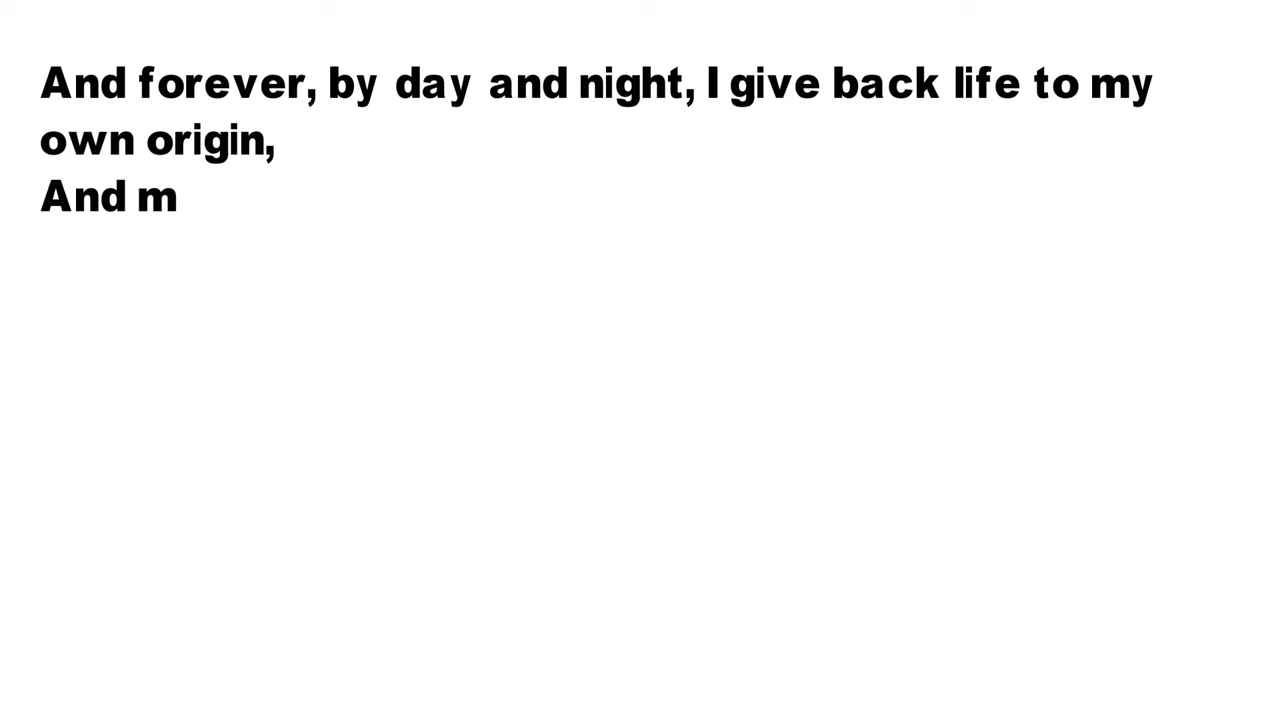 And forever, by day and night, I give back life to my
own origin,
And m